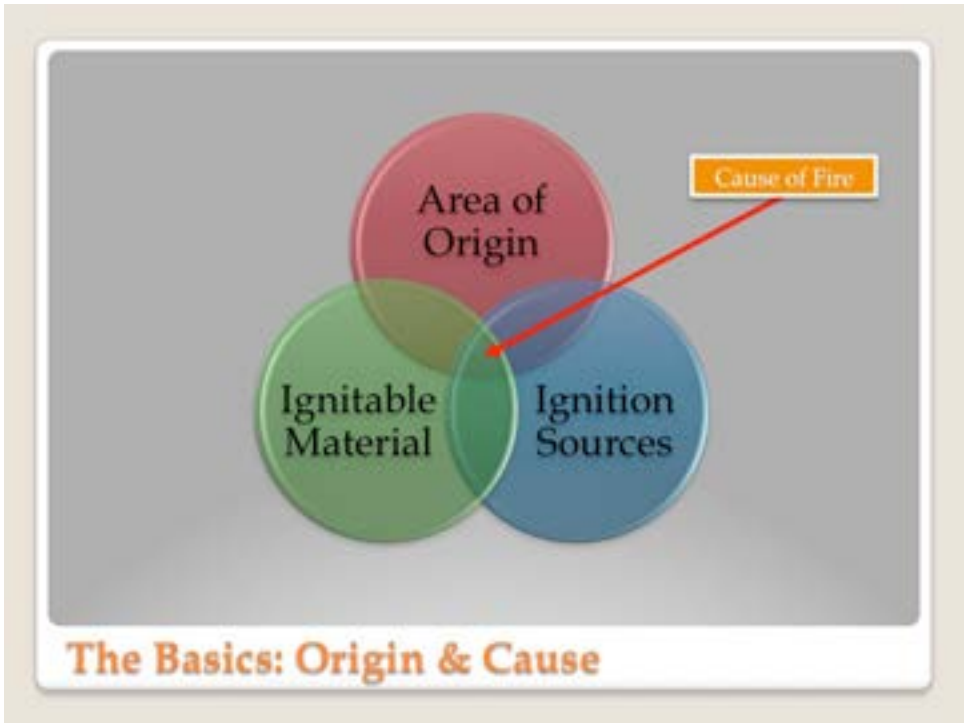 Area of
Origin
Cause of Fire
Ignitable
Material
Ignition
Sources
The Basics: Origin & Cause